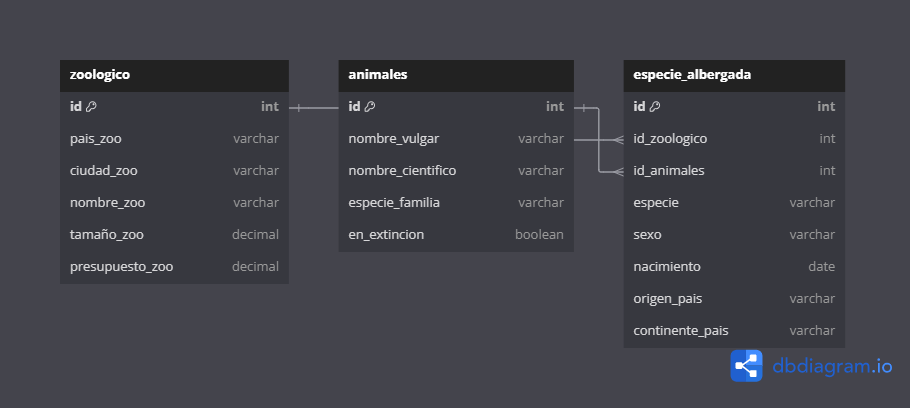 zoologico
id int
pais_zoo varchar
ciudad_zoo varchar
nombre_zoo varchar
tamaño_zoo decimal
presupuesto_zoo decimal
animales
id int
nombre_vulgar varchar
nombre_cientifico varchar
especie_familia varchar
en_extincion boolean
especie_albergada
id int
id_zoologico int
id_animales int
especie varchar
sexo varchar
nacimiento date
origen_pais varchar
continente_pais varchar
dbdiagram.io